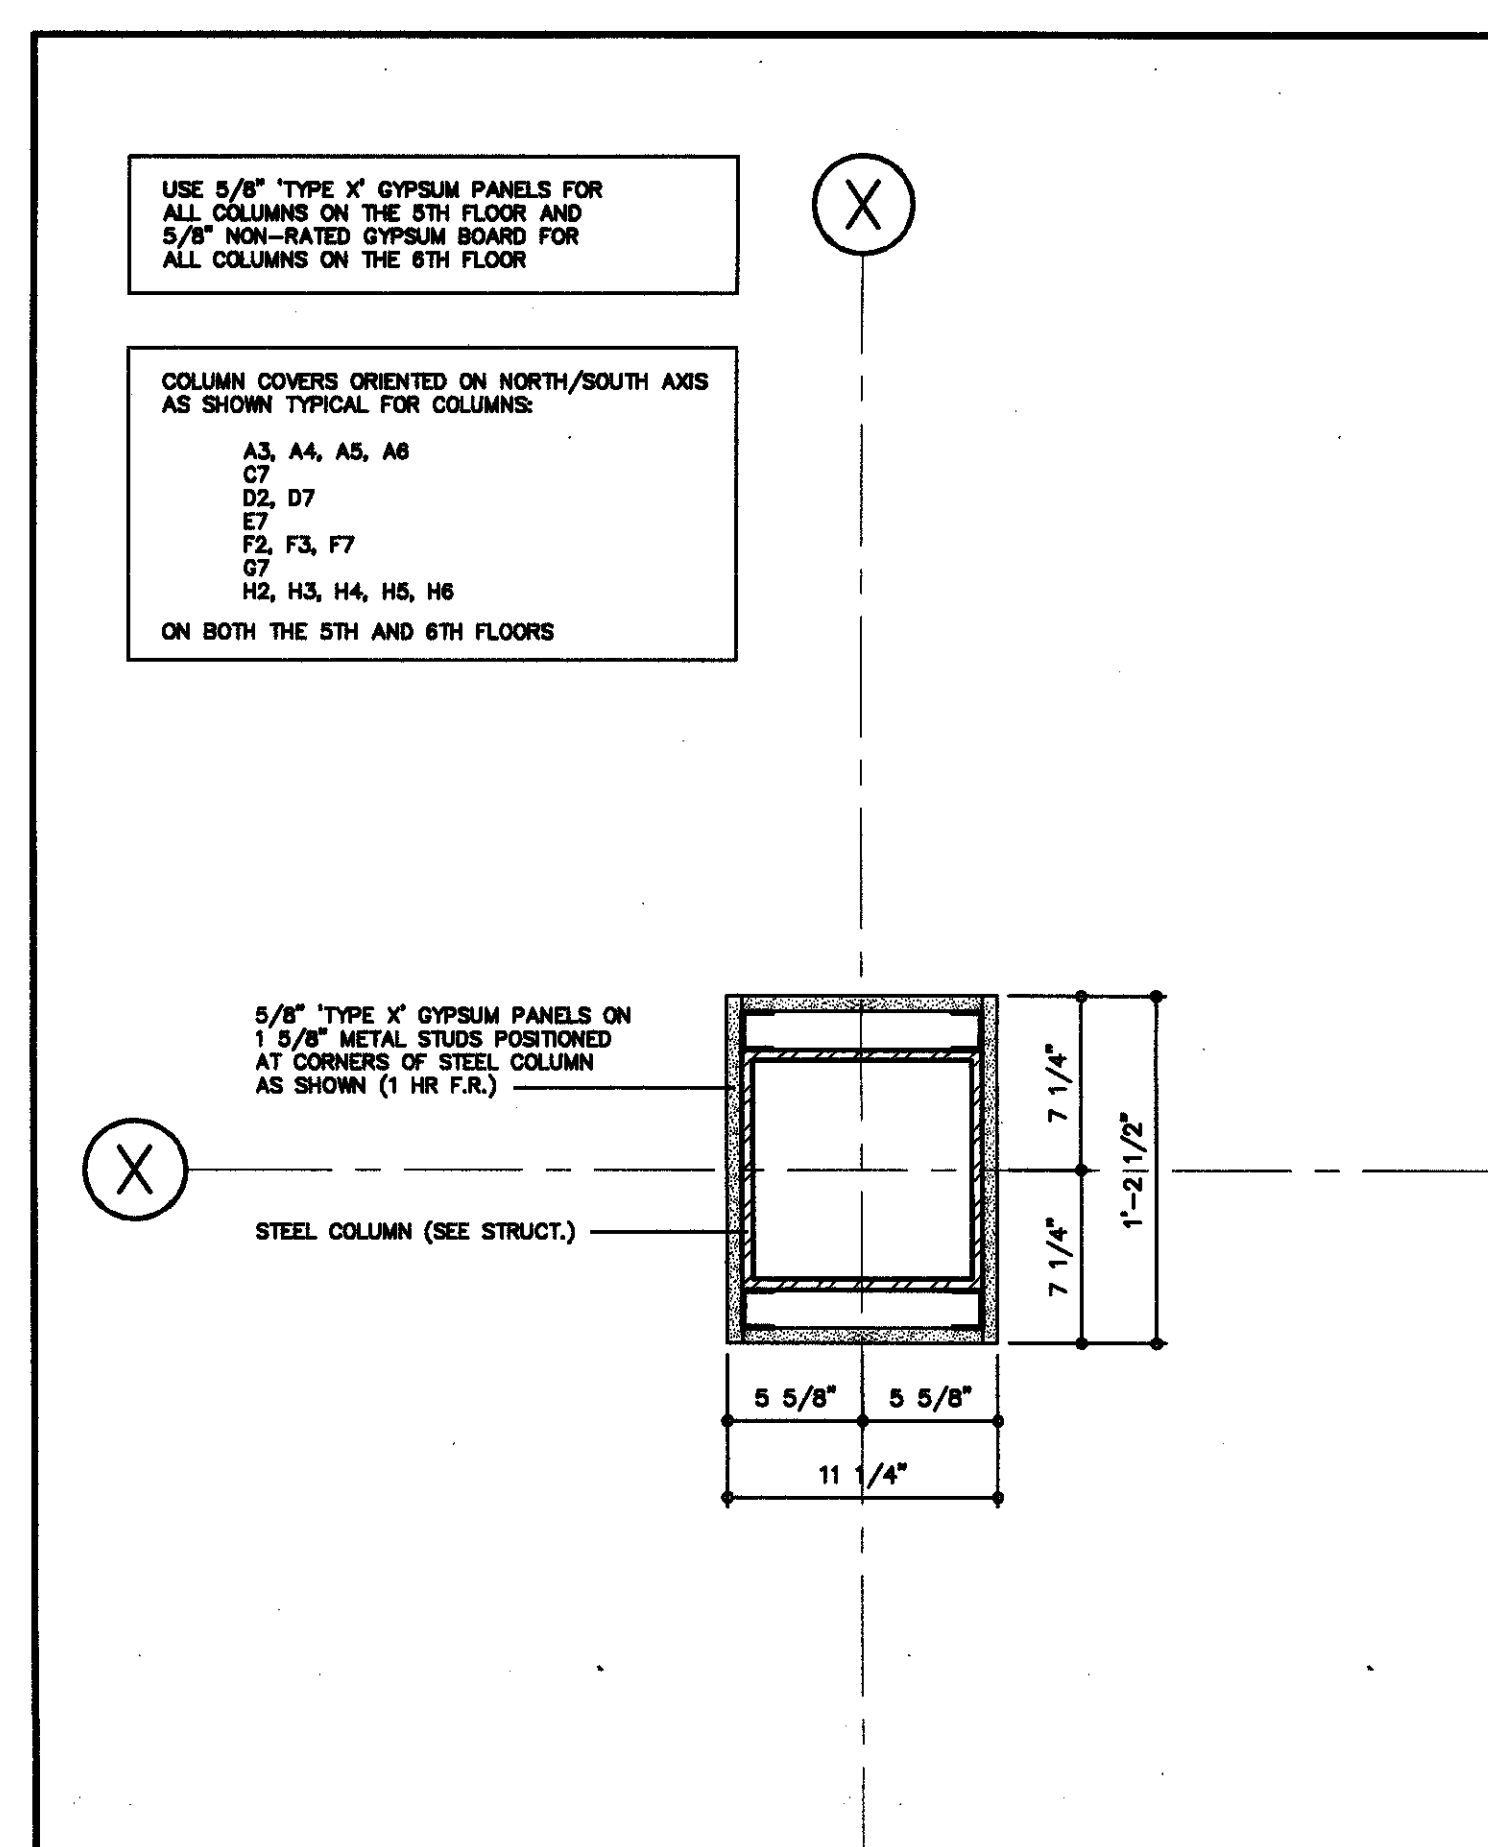 USE 5/8" 'TYPE X' GYPSUM PANELS FOR
ALL COLUMNS ON THE 5TH FLOOR AND
5/8" NON-RATED GYPSUM BOARD FOR
ALL COLUMNS ON THE 6TH FLOOR
X
COLUMN COVERS ORIENTED ON NORTH/SOUTH AXIS
AS SHOWN TYPICAL FOR COLUMNS:
A3, A4, A5, A6
C7
D2, D7
E7
F2, F3, F7
G7
H2, H3, H4, H5, H6
ON BOTH THE 5TH AND 6TH FLOORS
5/8" 'TYPE X' GYPSUM PANELS ON
1 5/8" METAL STUDS POSITIONED
AT CORNERS OF STEEL COLUMN
AS SHOWN (1 HR F.R.)
X
STEEL COLUMN (SEE STRUCT.)
7 1/4"
7 1/4"
1'-2 1/2"
5 5/8" 5 5/8"
11 1/4"